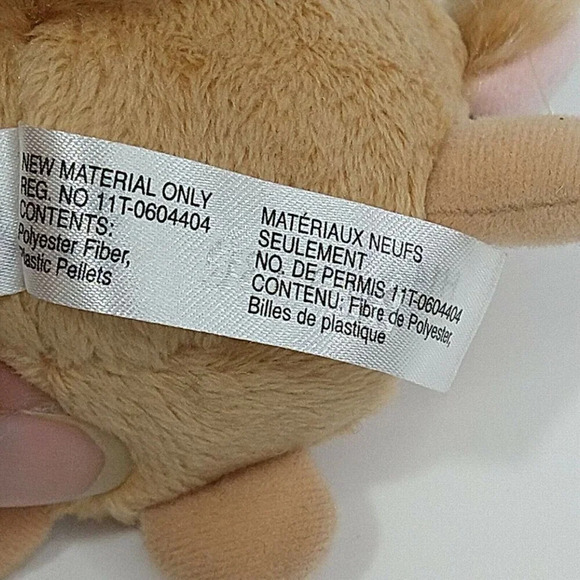 NEW MATERIAL ONLY
REG. NO 11T-0604404
CONTENTS:
Polyester Fiber,
Plastic Pellets
MATÉRIAUX NEUFS
SEULEMENT
NO. DE PERMIS 11T-0604404
CONTENU: Fibre de Polyester,
Billes de plastique